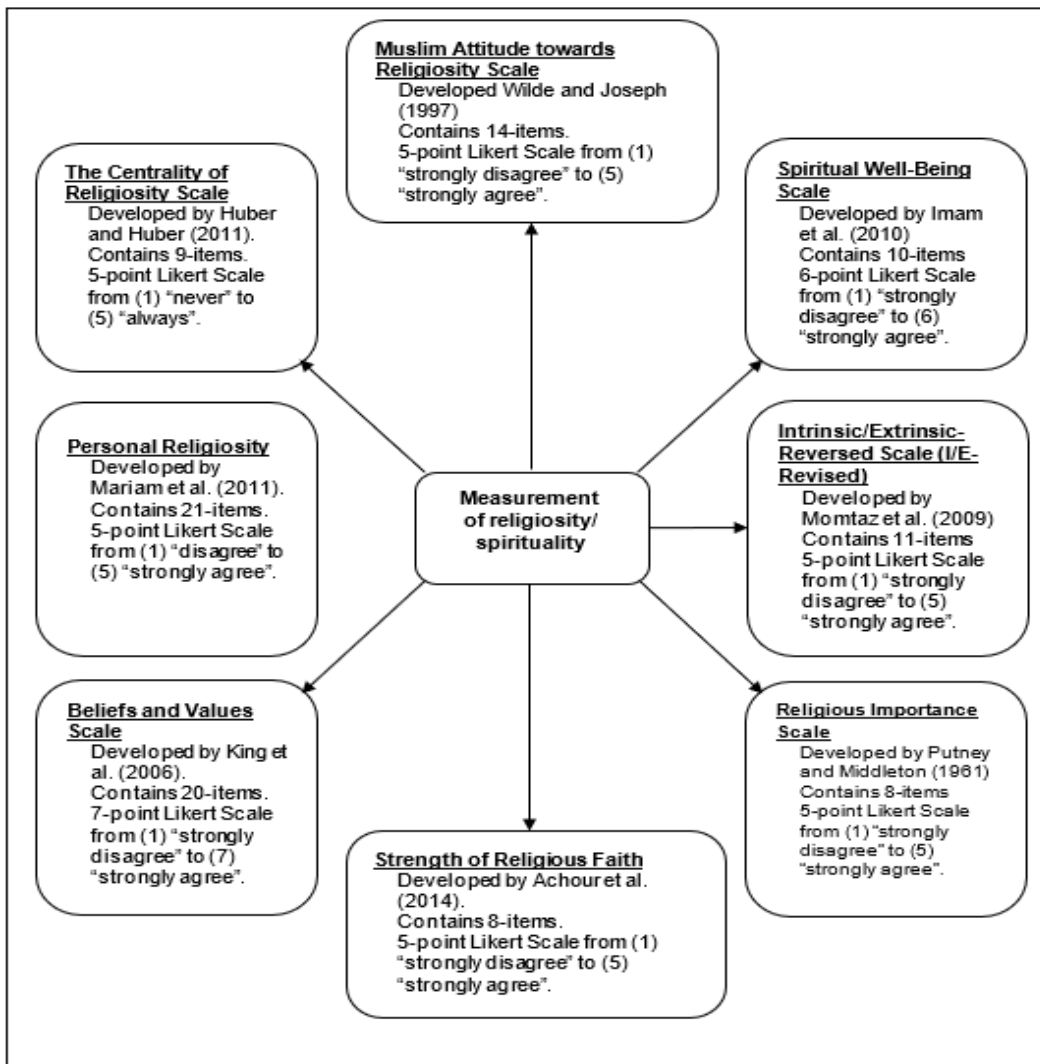 Muslim Attitude towards
Religiosity Scale
Developed Wilde and Joseph
(1997)
Contains 14-items.
5-point Likert Scale from (1)
“strongly disagree” to (5)
“strongly agree”.
The Centrality of
Religiosity Scale
Developed by Huber
and Huber (2011).
Contains 9-items.
5-point Likert Scale
from (1) “never” to
(5) “always”.
Spiritual Well-Being
Scale
Developed by Imam
et al. (2010)
Contains 10-items
6-point Likert Scale
from (1) “strongly
disagree” to (6)
“strongly agree”.
Personal Religiosity
Developed by
Mariam et al. (2011).
Contains 21-items.
5-point Likert Scale
from (1) “disagree” to
(5) “strongly agree”.
Measurement
of religiosity/
spirituality
Intrinsic/Extrinsic-
Reversed Scale (I/E-
Revised)
Developed by
Momtaz et al. (2009)
Contains 11-items
5-point Likert Scale
from (1) “strongly
disagree” to (5)
“strongly agree”.
Beliefs and Values
Scale
Developed by King et
al. (2006).
Contains 20-items.
7-point Likert Scale
from (1) “strongly
disagree” to (7)
“strongly agree”.
Strength of Religious Faith
Developed by Achour et al.
(2014).
Contains 8-items.
5-point Likert Scale from (1)
“strongly disagree” to (5)
“strongly agree”.
Religious Importance
Scale
Developed by Putney
and Middleton (1961)
Contains 8-items
5-point Likert Scale
from (1) “strongly
disagree” to (5)
“strongly agree”.